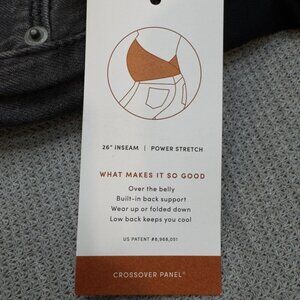 26" INSEAM | POWER STRETCH
WHAT MAKES IT SO GOOD
Over the belly
Built-in back support
Wear up or folded down
Low back keeps you cool
US PATENT #8,966,051
CROSSOVER PANEL®